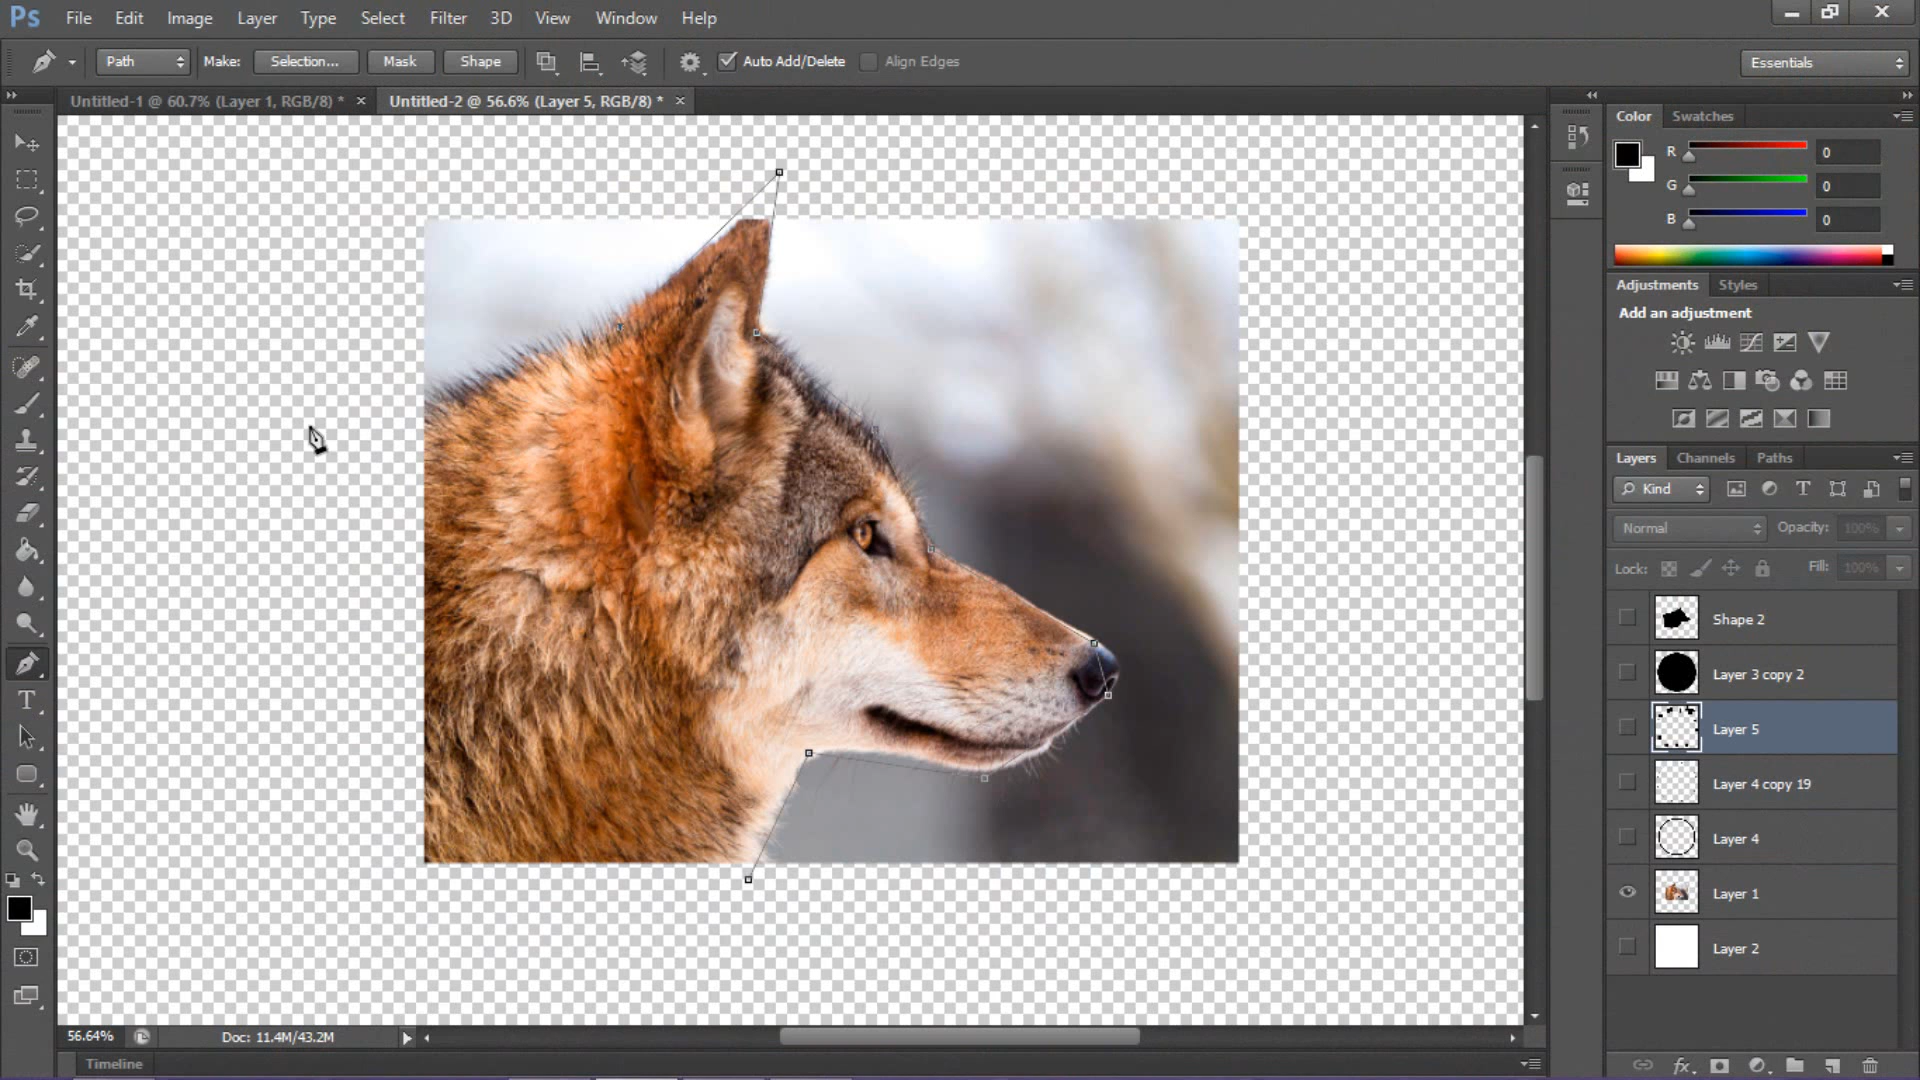 Ps File Edit Image Layer Type Select Filter 3D View Window Help
Path Make: Selection... Mask Shape Auto Add/Delete Align Edges Essentials
Untitled-1 @ 60.7% (Layer 1, RGB/8) * × Untitled-2 @ 56.6% (Layer 5, RGB/8) * ×
Color Swatches
R 0
G 0
B 0
Adjustments Styles
Add an adjustment
Layers Channels Paths
Kind
Normal Opacity: 100%
Lock: Fill: 100%
Shape 2
Layer 3 copy 2
Layer 5
Layer 4 copy 19
Layer 4
Layer 1
Layer 2
56.64% Doc: 11.4M/43.2M
Timeline